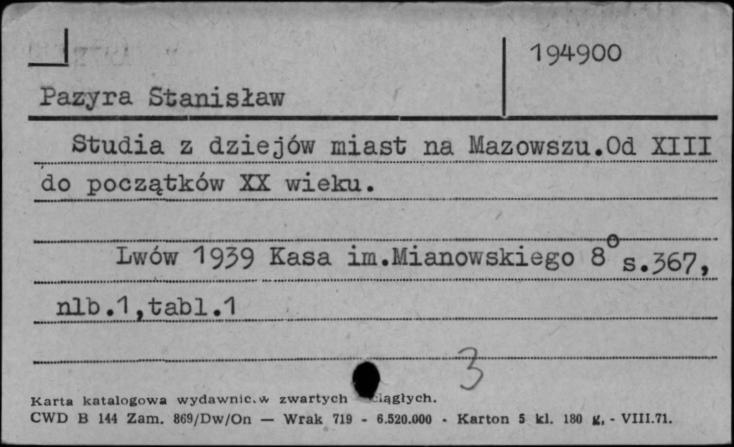 194900
Pazyra Stanisław
Studia z dziejów miast na Mazowszu.Od XIII
do początków XX wieku.
Lwów 1939 Kasa im.Mianowskiego 8° s.367,
nlb.1,tabl.1
3
Karta katalogowa wydawnic.w zwartych ciągłych.
CWD B 144 Zam. 869/Dw/On — Wrak 719 - 6.520.000 - Karton 5 kl. 180 g. - VIII.71.